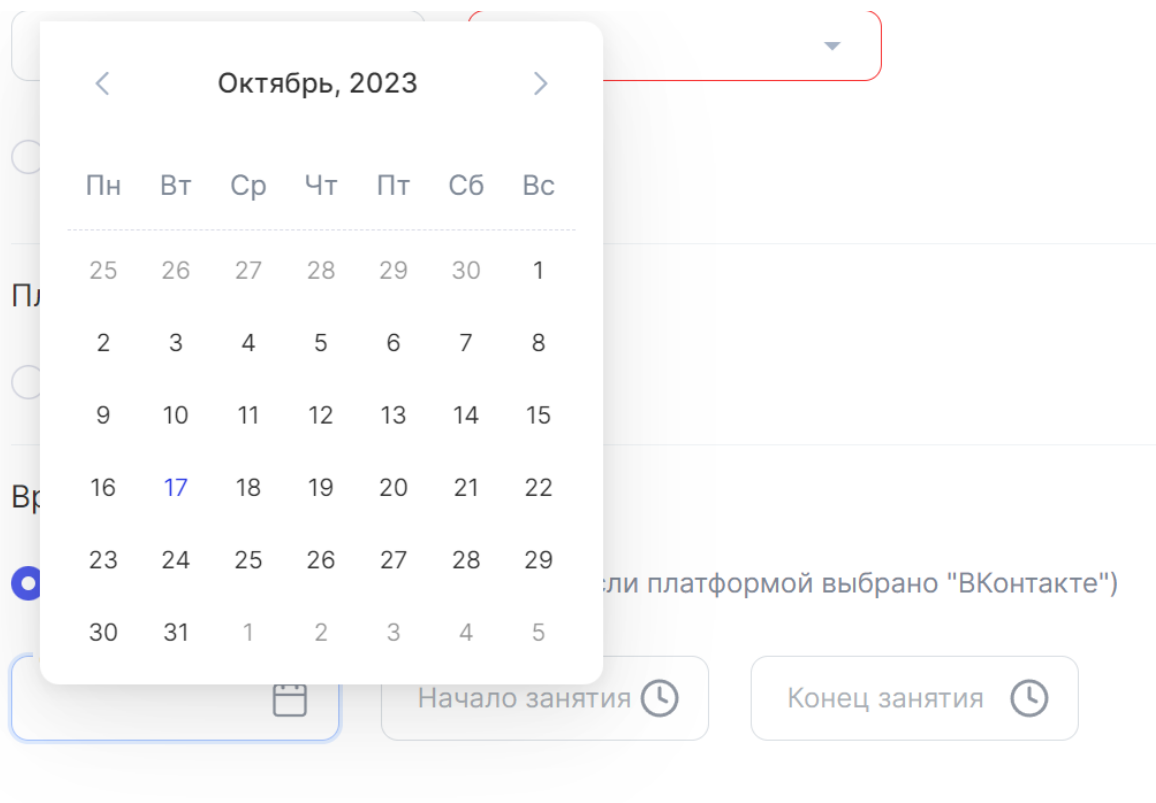 Октябрь, 2023
Пн Вт Ср Чт Пт Сб Вс
25 26 27 28 29 30 1
2 3 4 5 6 7 8
9 10 11 12 13 14 15
16 17 18 19 20 21 22
23 24 25 26 27 28 29
30 31 1 2 3 4 5
платформой выбрано "ВКонтакте")
Начало занятия
Конец занятия